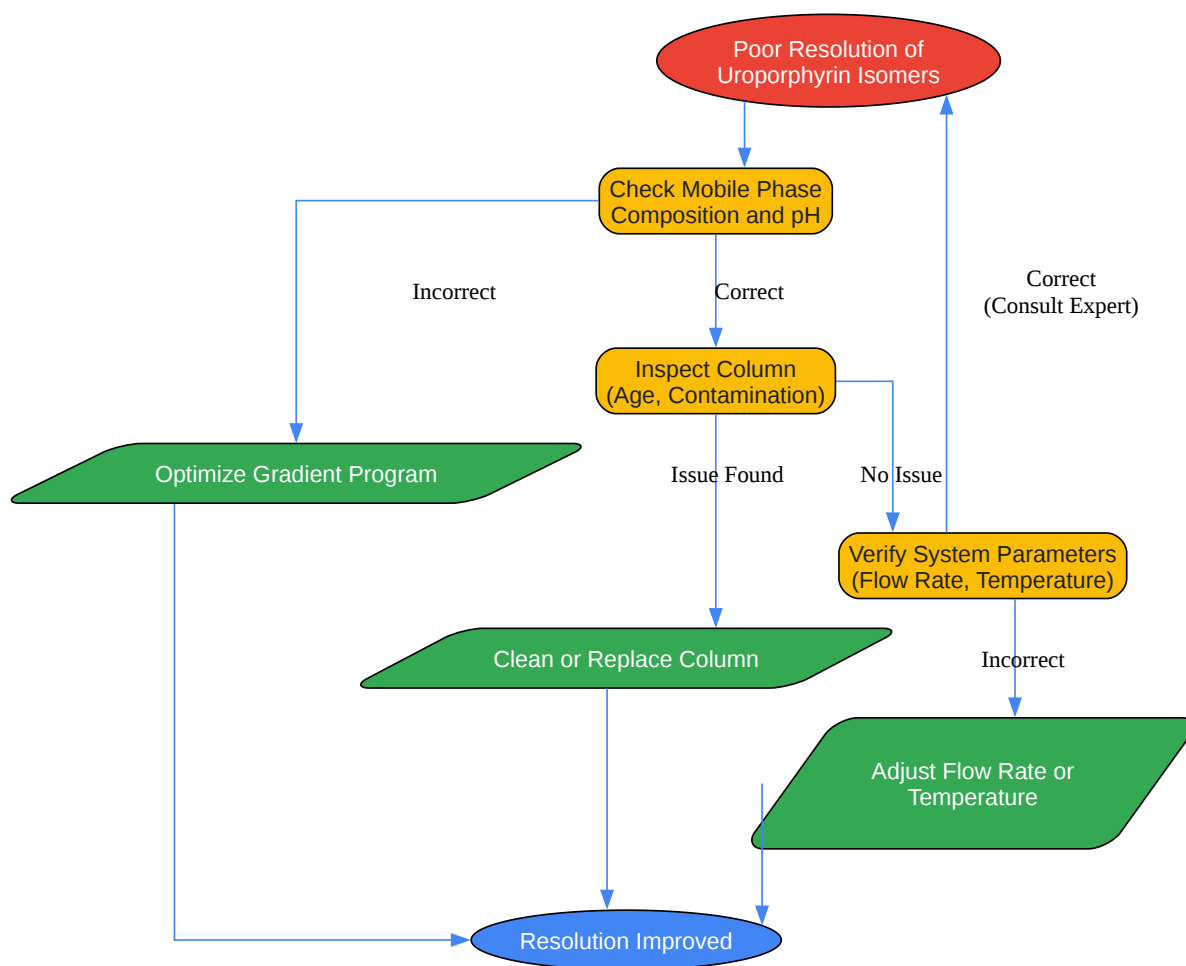 Poor Resolution of
Uroporphyrin Isomers
Check Mobile Phase
Composition and pH
Incorrect
Correct
Correct
(Consult Expert)
Inspect Column
(Age, Contamination)
Optimize Gradient Program
Issue Found
No Issue
Verify System Parameters
(Flow Rate, Temperature)
Clean or Replace Column
Incorrect
Adjust Flow Rate or
Temperature
Resolution Improved